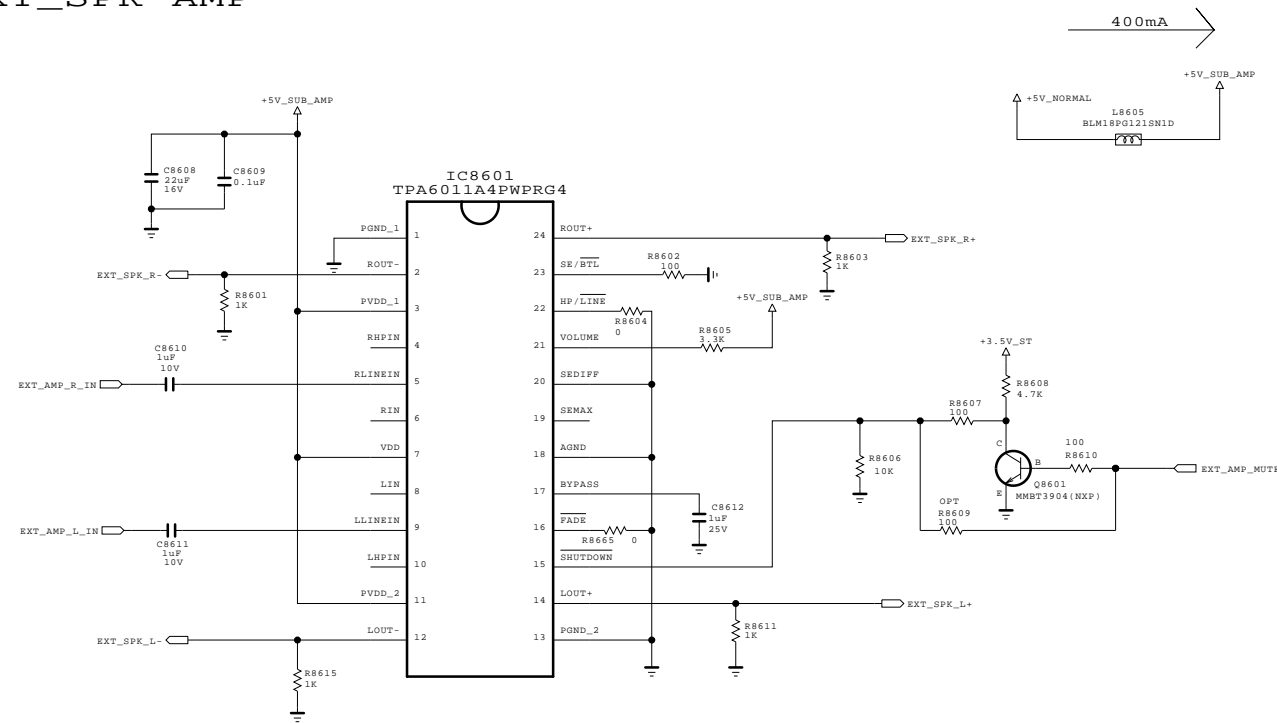 SPK AMP
400mA
+5V_SUB_AMP
+5V_NORMAL
L8605
BLM18PG121SN1D
+5V_SUB_AMP
C8608
22uF
16V
C8609
0.1uF
IC8601
TPA6011A4PWPRG4
PGND_1
1
ROUT-
2
PVDD_1
3
RHPIN
4
RLINEIN
5
RIN
6
VDD
7
LIN
8
LLINEIN
9
LHPIN
10
PVDD_2
11
LOUT-
12
24
ROUT+
23
SE/BTL
22
HP/LINE
21
VOLUME
20
SEDIFF
19
SEMAX
18
AGND
17
BYPASS
16
FADE
15
SHUTDOWN
14
LOUT+
13
PGND_2
EXT_SPK_R-
R8601
1K
C8610
1uF
10V
EXT_AMP_R_IN
EXT_AMP_L_IN
C8611
1uF
10V
EXT_SPK_L-
R8615
1K
EXT_SPK_R+
R8603
1K
R8602
100
R8604
0
+5V_SUB_AMP
R8605
3.3K
C8612
1uF
25V
R8665 0
EXT_SPK_L+
R8611
1K
+3.5V_ST
R8608
4.7K
R8607
100
R8606
10K
C
B
E
100
R8610
Q8601
MMBT3904(NXP)
OPT
R8609
100
EXT_AMP_MUTE